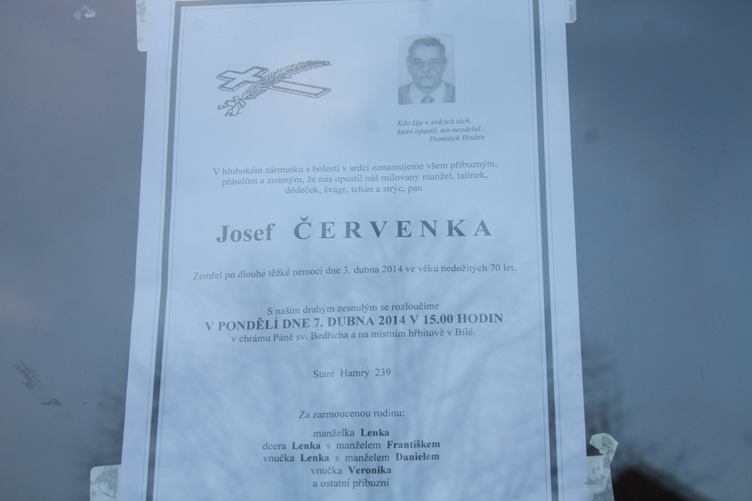 Kdo žije v srdcích těch,
které opustil, ten neodešel...
František Hrubín
V hlubokém zármutku s bolestí v srdci oznamujeme všem příbuzným,
přátelům a známým, že nás opustil náš milovaný manžel, tatínek,
dědeček, švagr, tchán a strýc, pan
Josef ČERVENKA
Zemřel po dlouhé těžké nemoci dne 3. dubna 2014 ve věku nedožitých 70 let.
S naším drahým zesnulým se rozloučíme
V PONDĚLÍ DNE 7. DUBNA 2014 V 15.00 HODIN
v chrámu Páně sv. Bedřicha a na místním hřbitově v Bílé.
Staré Hamry 239
Za zarmoucenou rodinu:
manželka Lenka
dcera Lenka s manželem Františkem
vnučka Lenka s manželem Danielem
vnučka Veronika
a ostatní příbuzní